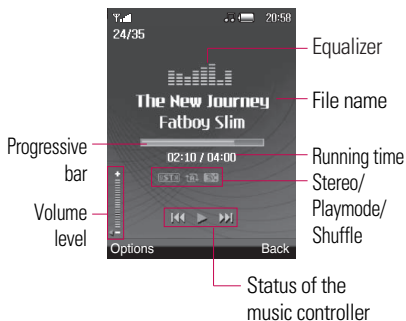 20:58
24/35
Equalizer
The New Journey
File name
Fatboy Slim
Progressive
bar
02:10 / 04:00
Running time
Stereo/
Playmode/
Shuffle
Volume
level
Options
Back
Status of the
music controller